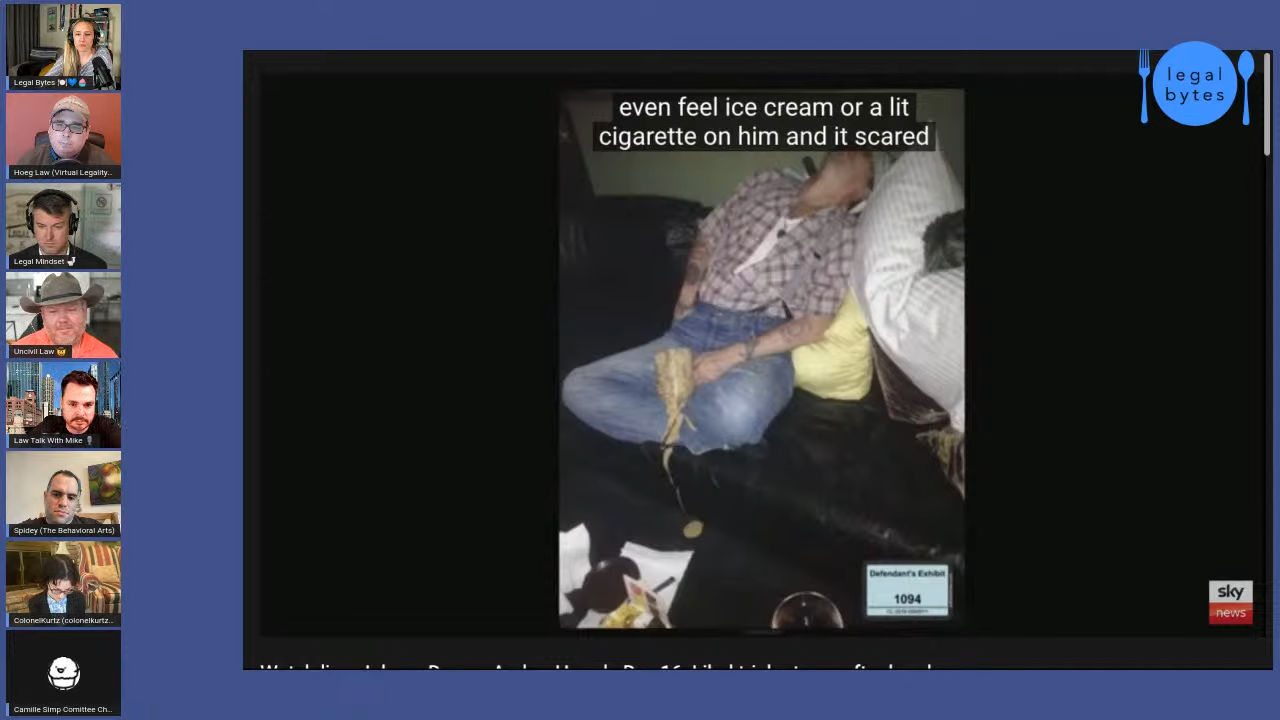 Legal Bytes
Hoeg Law (Virtual Legality...
Legal Mindset
Uncivil Law
Law Talk With Mike
Spidey (The Behavioral Arts)
ColonelKurtz (colonelkurtz...
Camille Simp Comittee Ch...
even feel ice cream or a lit
cigarette on him and it scared
Defendant's Exhibit
1094
legal
bytes
sky
news